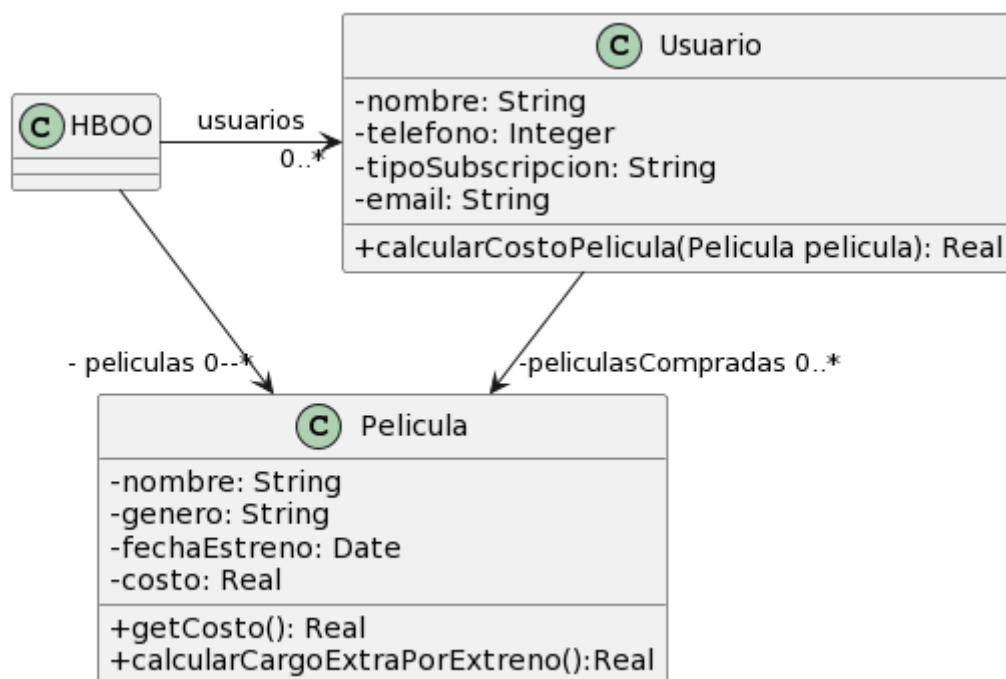 C HBOO
usuarios
0..*
C Usuario
-nombre: String
-telefono: Integer
-tipoSubscripcion: String
-email: String
+calcularCostoPelicula(Pelicula pelicula): Real
- peliculas 0--*
-peliculasCompradas 0..*
C Pelicula
-nombre: String
-genero: String
-fechaEstreno: Date
-costo: Real
+getCosto(): Real
+calcularCargoExtraPorExtreno():Real